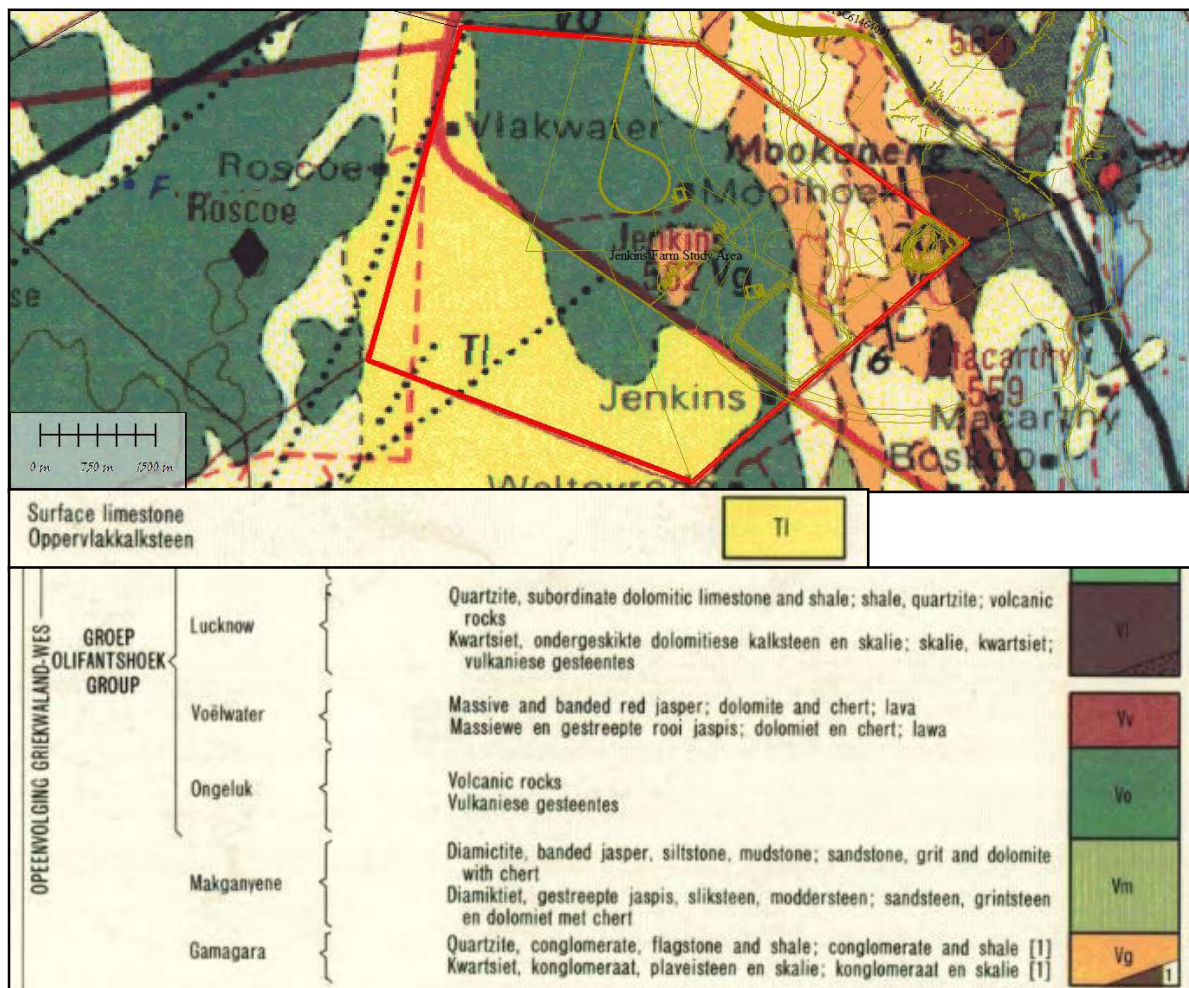 Vo
587
Vlakwater
Roscoe
F
Roscoe
Mookaneng
Mooihoek
Jenkins
Jenkins Farm Study Area
562 Vg
se
Tl
16
Macarthy
559
Jenkins
Macarthy
Boskop
0 m 750 m 1500 m
Surface limestone
Oppervlakkalksteen
Tl
OPEENVOLGING GRIEKWALAND-WES
GROEP
OLIFANTSHOEK
GROUP
Lucknow
Quartzite, subordinate dolomitic limestone and shale; shale, quartzite; volcanic
rocks
Kwartsiet, ondergeskikte dolomitiese kalksteen en skalie; skalie, kwartsiet;
vulkaniese gesteentes
Vl
Voëlwater
Massive and banded red jasper; dolomite and chert; lava
Massiewe en gestreepte rooi jaspis; dolomiet en chert; lawa
Vv
Ongeluk
Volcanic rocks
Vulkaniese gesteentes
Vo
Makganyene
Diamictite, banded jasper, siltstone, mudstone; sandstone, grit and dolomite
with chert
Diamiktiet, gestreepte jaspis, sliksteen, moddersteen; sandsteen, grintsteen
en dolomiet met chert
Vm
Gamagara
Quartzite, conglomerate, flagstone and shale; conglomerate and shale [1]
Kwartsiet, konglomeraat, plaveisteen en skalie; konglomeraat en skalie [1]
Vg
1